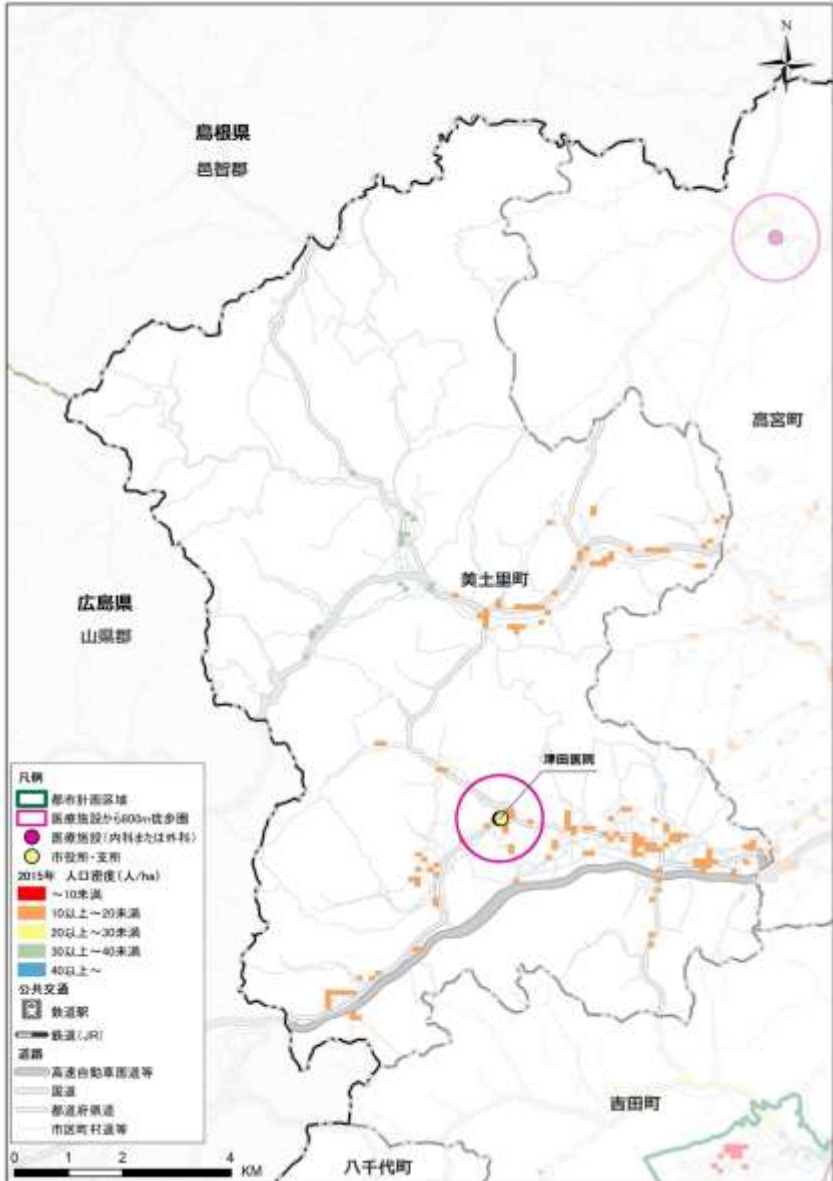 N
島根県
邑智郡
高宮町
美土里町
広島県
山県郡
津田医院
凡例
都市計画区域
医療施設から800m徒歩圏
医療施設(内科または外科)
市役所・支所
2015年 人口密度(人/ha)
~10未満
10以上~20未満
20以上~30未満
30以上~40未満
40以上~
公共交通
鉄道駅
鉄道(JR)
道路
高速自動車国道等
国道
都道府県道
市区町村道等
吉田町
八千代町
0 1 2 4
KM